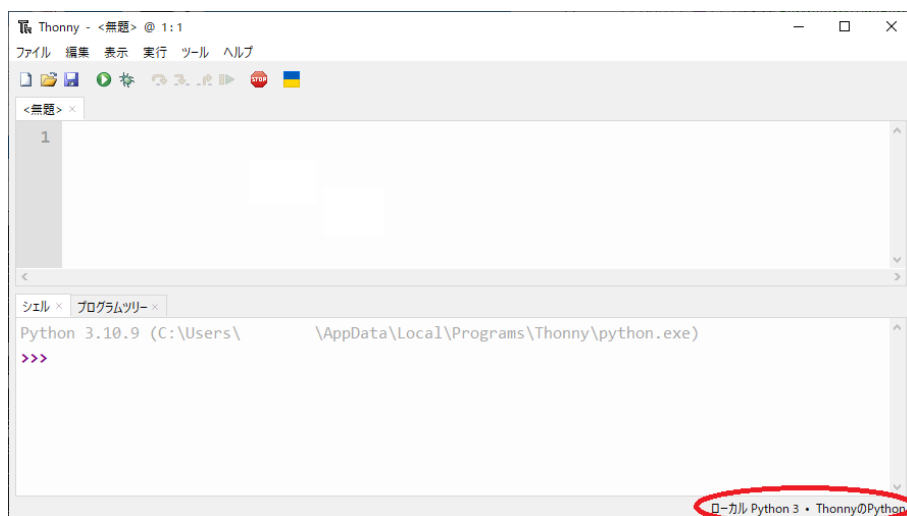 Thonny - <無題> @ 1:1
ファイル 編集 表示 実行 ツール ヘルプ
STOP
<無題> ×
1
シェル × プログラムツリー ×
Python 3.10.9 (C:\Users\ \AppData\Local\Programs\Thonny\python.exe)
>>>
ローカル Python 3 • ThonnyのPython